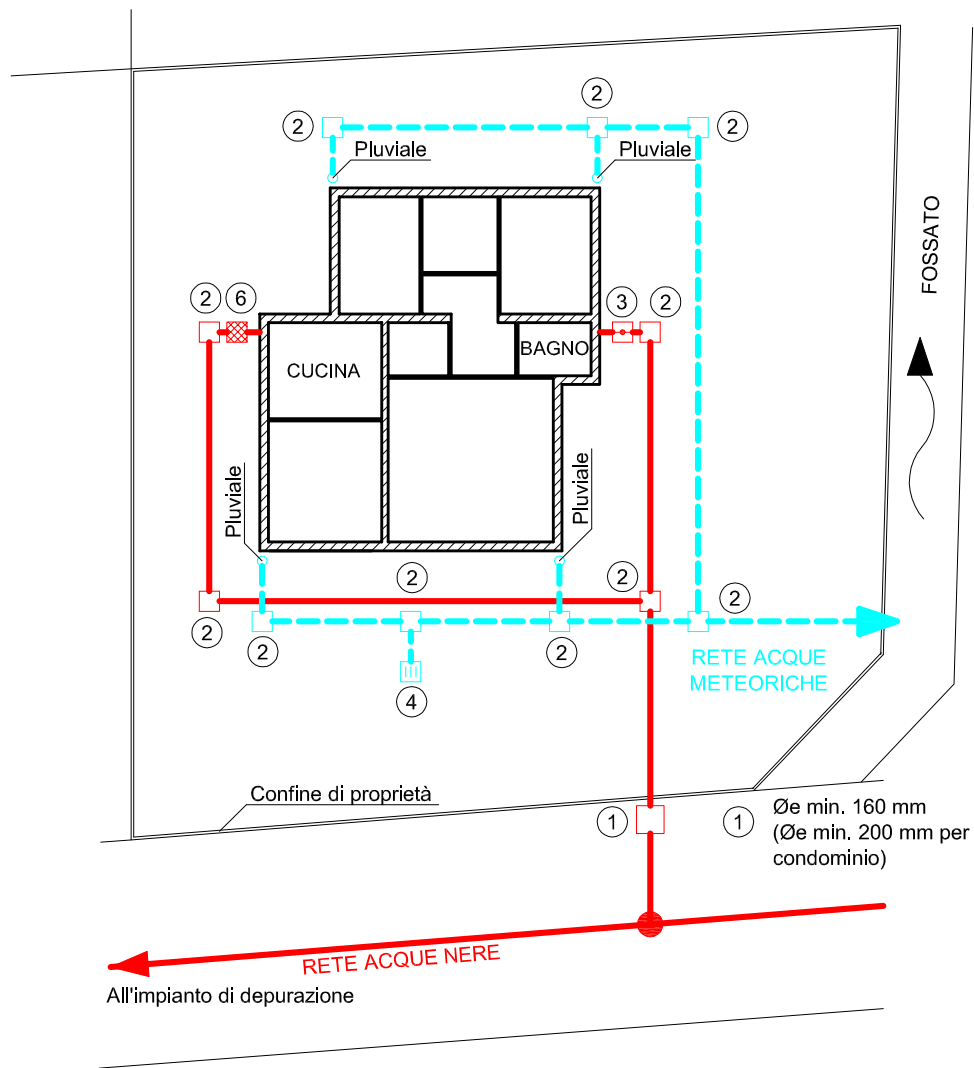 2
2
2
Pluviale
Pluviale
FOSSATO
2
6
3
2
BAGNO
CUCINA
Pluviale
Pluviale
2
2
2
2
2
2
RETE ACQUE
METEORICHE
4
Confine di proprietà
1
1
Øe min. 160 mm
(Øe min. 200 mm per
condominio)
RETE ACQUE NERE
All'impianto di depurazione